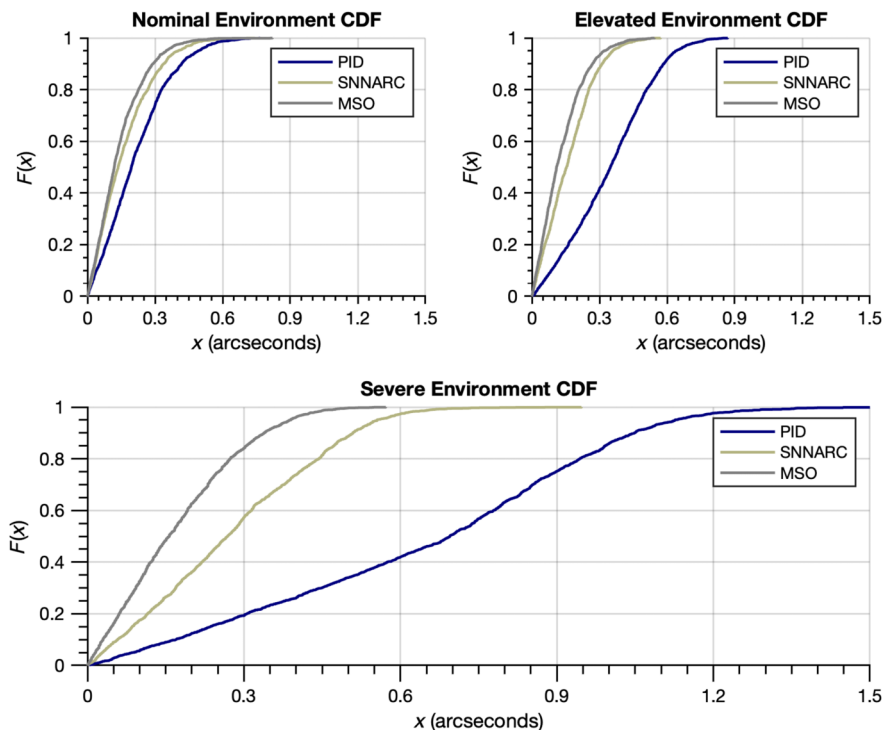 Nominal Environment CDF
1
0.8
0.6
0.4
0.2
0
F(x)
PID
SNNARC
MSO
0 0.3 0.6 0.9 1.2 1.5
x (arcseconds)
Elevated Environment CDF
1
0.8
0.6
0.4
0.2
0
F(x)
PID
SNNARC
MSO
0 0.3 0.6 0.9 1.2 1.5
x (arcseconds)
Severe Environment CDF
1
0.8
0.6
0.4
0.2
0
F(x)
PID
SNNARC
MSO
0 0.3 0.6 0.9 1.2 1.5
x (arcseconds)